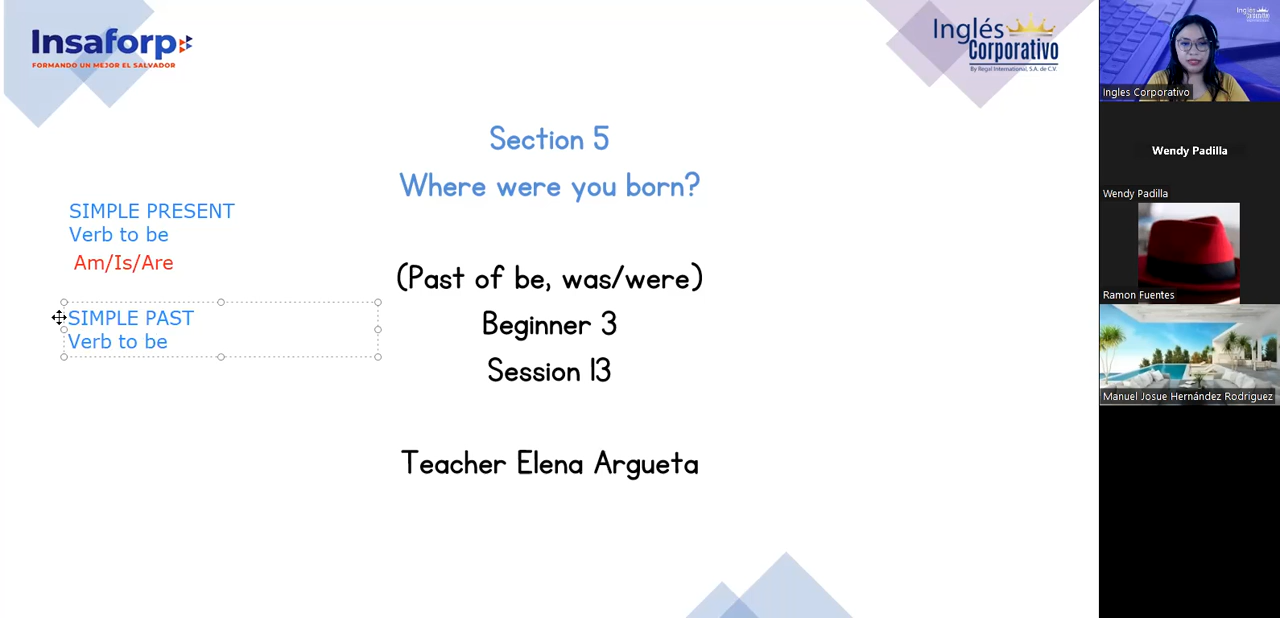 Insaforp
FORMANDO UN MEJOR EL SALVADOR
Inglés
Corporativo
By Regal International, S.A. de C.V.
Section 5
Where were you born?
SIMPLE PRESENT
Verb to be
Am/Is/Are
(Past of be, was/were)
SIMPLE PAST
Verb to be
Beginner 3
Session 13
Teacher Elena Argueta
Ingles Corporativo
Wendy Padilla
Wendy Padilla
Ramon Fuentes
Manuel Josue Hernández Rodriguez